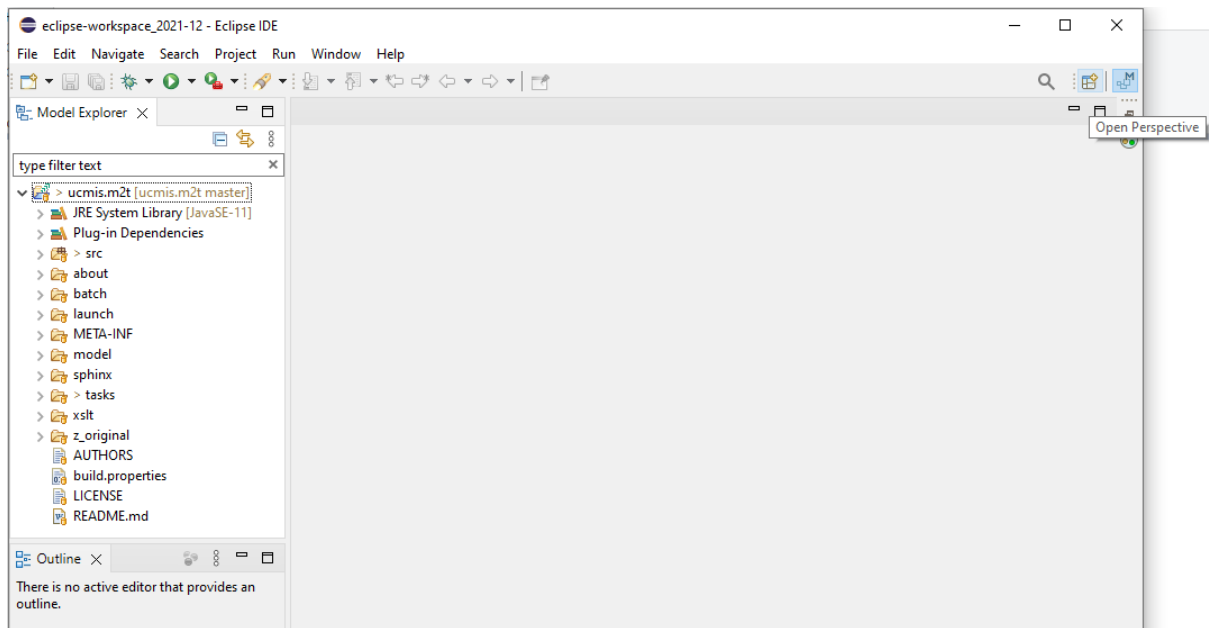 eclipse-workspace_2021-12 - Eclipse IDE
File Edit Navigate Search Project Run Window Help
Model Explorer
Open Perspective
type filter text
> ucmis.m2t [ucmis.m2t master]
JRE System Library [JavaSE-11]
Plug-in Dependencies
> src
about
batch
launch
META-INF
model
sphinx
> tasks
xslt
z_original
AUTHORS
build.properties
LICENSE
README.md
Outline
There is no active editor that provides an
outline.